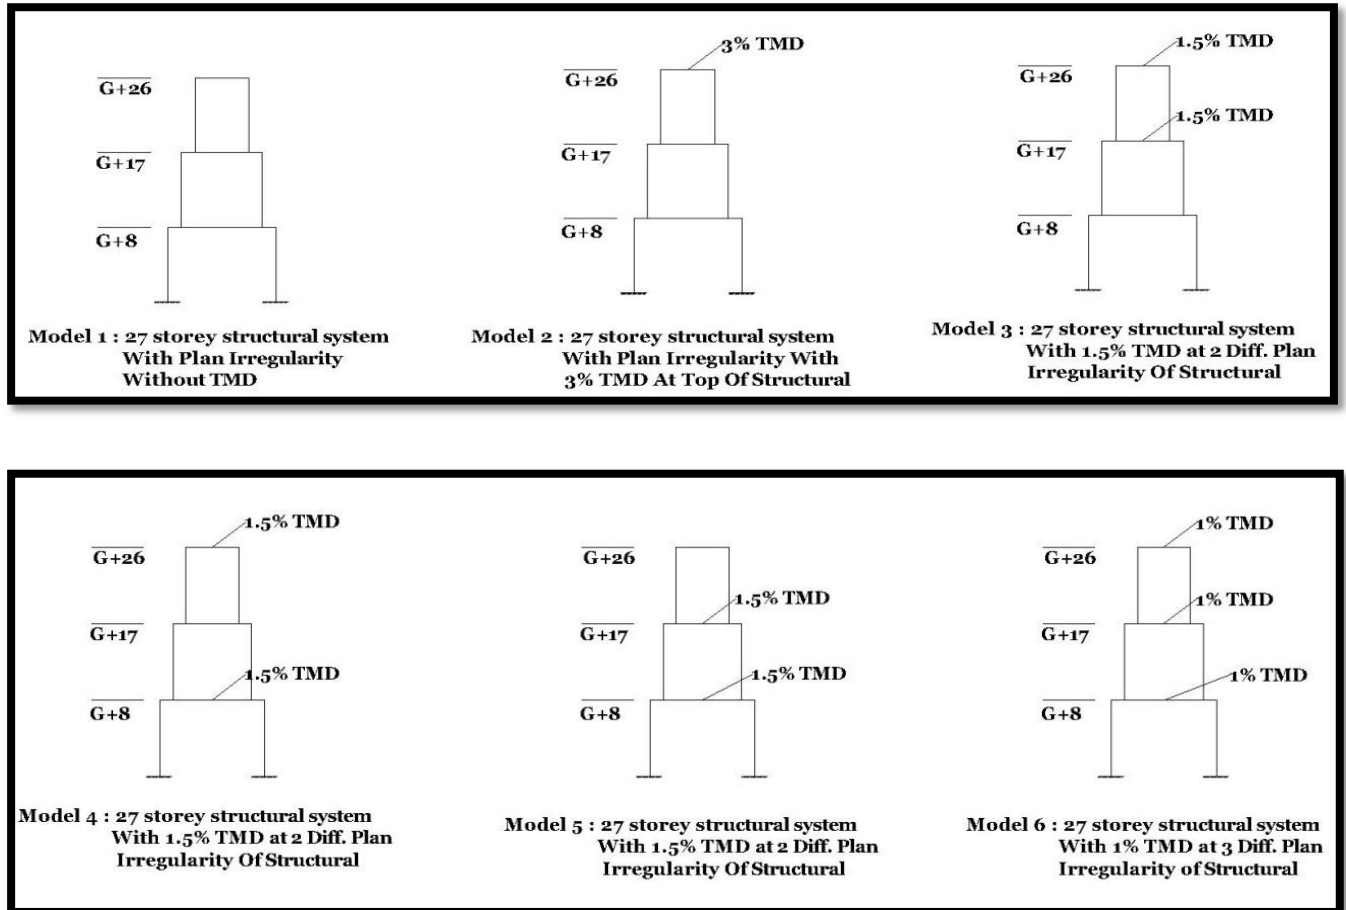 3% TMD
1.5% TMD
G+26
G+26
G+26
1.5% TMD
G+17
G+17
G+17
G+8
G+8
G+8
Model 1 : 27 storey structural system
With Plan Irregularity
Without TMD
Model 2 : 27 storey structural system
With Plan Irregularity With
3% TMD At Top Of Structural
Model 3 : 27 storey structural system
With 1.5% TMD at 2 Diff. Plan
Irregularity Of Structural
1.5% TMD
1% TMD
G+26
G+26
G+26
1.5% TMD
1% TMD
G+17
G+17
G+17
1.5% TMD
1.5% TMD
1% TMD
G+8
G+8
G+8
Model 4 : 27 storey structural system
With 1.5% TMD at 2 Diff. Plan
Irregularity Of Structural
Model 5 : 27 storey structural system
With 1.5% TMD at 2 Diff. Plan
Irregularity Of Structural
Model 6 : 27 storey structural system
With 1% TMD at 3 Diff. Plan
Irregularity of Structural